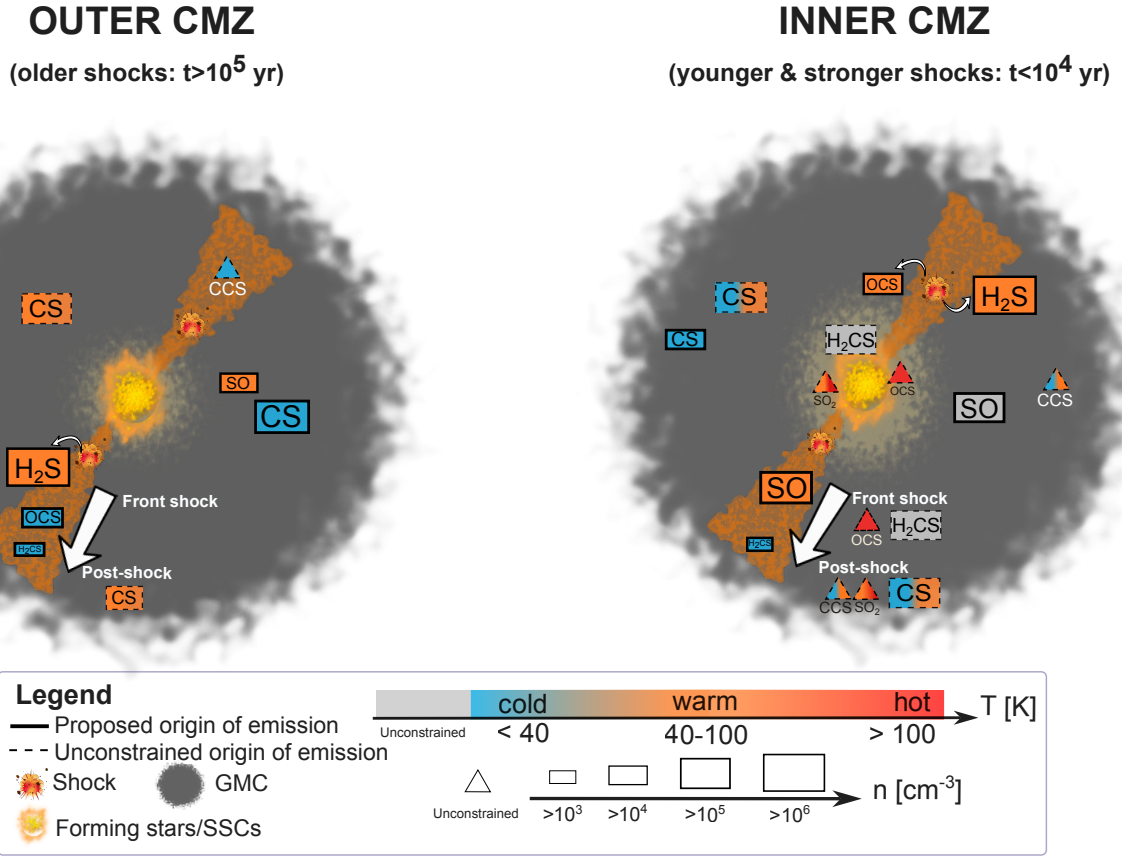 OUTER CMZ
(older shocks: t>10⁵ yr)
CCS
CS
SO
CS
H₂S
Front shock
OCS
H₂CS
Post-shock
CS
INNER CMZ
(younger & stronger shocks: t<10⁴ yr)
OCS
H₂S
CS
CS
H₂CS
SO₂
OCS
CCS
SO
SO
Front shock
OCS
H₂CS
H₂CS
Post-shock
CCS
SO₂
CS
Legend
Proposed origin of emission
Unconstrained origin of emission
Shock
GMC
Forming stars/SSCs
cold
warm
hot
T [K]
Unconstrained
< 40
40-100
> 100
n [cm⁻³]
Unconstrained
>10³
>10⁴
>10⁵
>10⁶